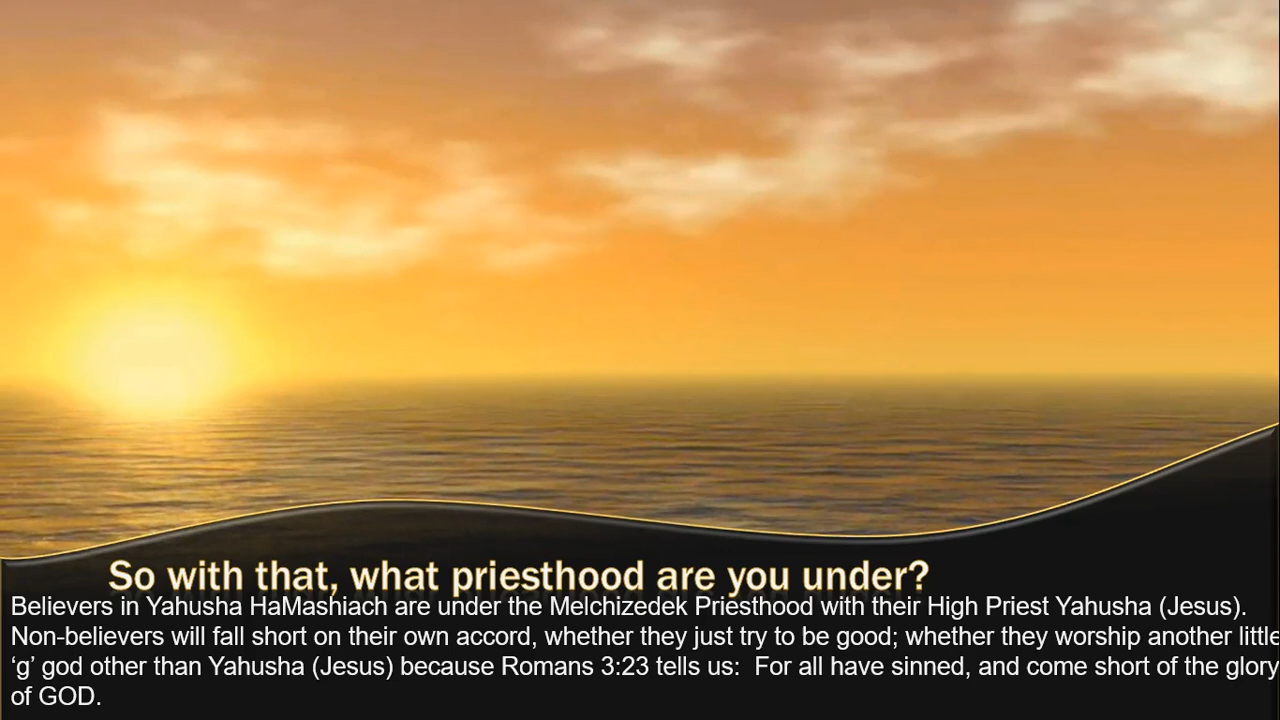 So with that, what priesthood are you under?
Believers in Yahusha HaMashiach are under the Melchizedek Priesthood with their High Priest Yahusha (Jesus).
Non-believers will fall short on their own accord, whether they just try to be good; whether they worship another little
‘g’ god other than Yahusha (Jesus) because Romans 3:23 tells us:  For all have sinned, and come short of the glory
of GOD.